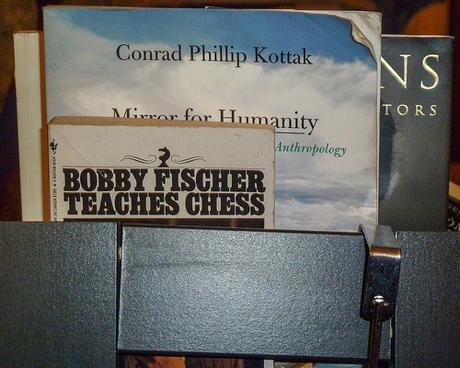 Conrad Phillip Kottak
Mirror for Humanity
Anthropology
BOBBY FISCHER
TEACHES CHESS
NS
TORS